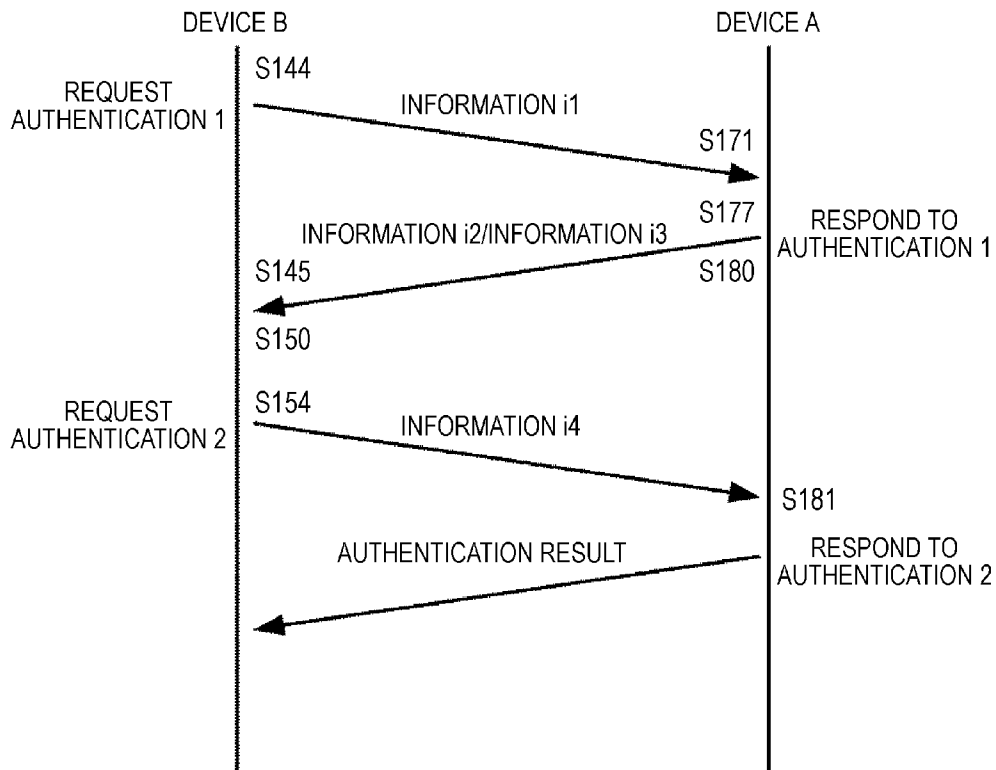 DEVICE B
DEVICE A
S144
REQUEST
AUTHENTICATION 1
INFORMATION i1
S171
S177
RESPOND TO
AUTHENTICATION 1
INFORMATION i2/INFORMATION i3
S145
S180
S150
S154
REQUEST
AUTHENTICATION 2
INFORMATION i4
S181
AUTHENTICATION RESULT
RESPOND TO
AUTHENTICATION 2